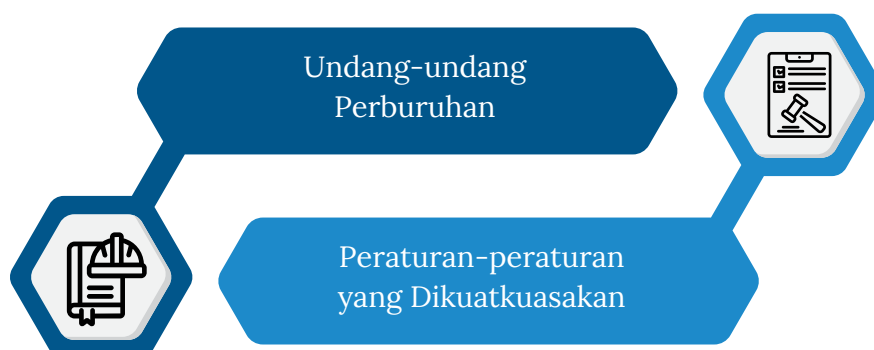 Undang-undang
Perburuhan
Peraturan-peraturan
yang Dikuatkuasakan